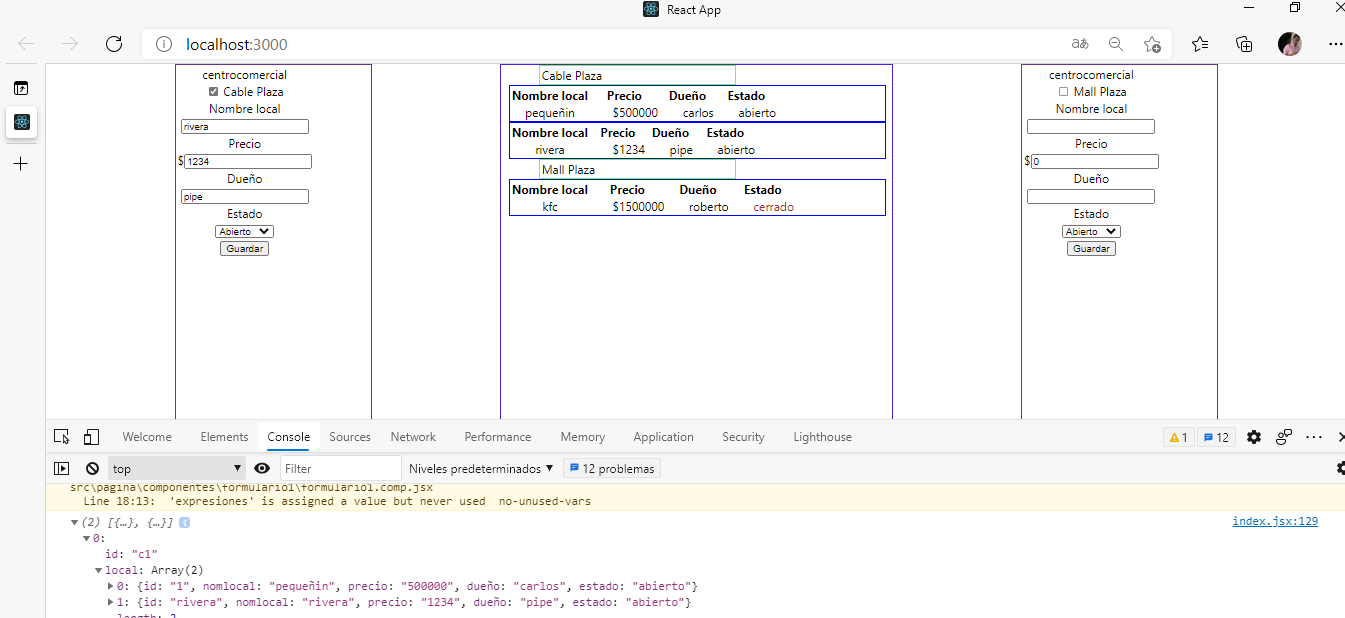 React App
localhost:3000
centrocomercial
Cable Plaza
Nombre local
rivera
Precio
$1234
Dueño
pipe
Estado
Abierto
Guardar
Cable Plaza
Nombre local Precio Dueño Estado
pequeñin $500000 carlos abierto
Nombre local Precio Dueño Estado
rivera $1234 pipe abierto
Mall Plaza
Nombre local Precio Dueño Estado
kfc $1500000 roberto cerrado
centrocomercial
Mall Plaza
Nombre local
Precio
$0
Dueño
Estado
Abierto
Guardar
Welcome Elements Console Sources Network Performance Memory Application Security Lighthouse 1 12
top Filter Niveles predeterminados 12 problemas
src\pagina\componentes\formulario1\formulario1.comp.jsx
Line 18:13: 'expresiones' is assigned a value but never used no-unused-vars
(2) [{…}, {…}] index.jsx:129
0:
id: "c1"
local: Array(2)
0: {id: "1", nomlocal: "pequeñin", precio: "500000", dueño: "carlos", estado: "abierto"}
1: {id: "rivera", nomlocal: "rivera", precio: "1234", dueño: "pipe", estado: "abierto"}
length: 2